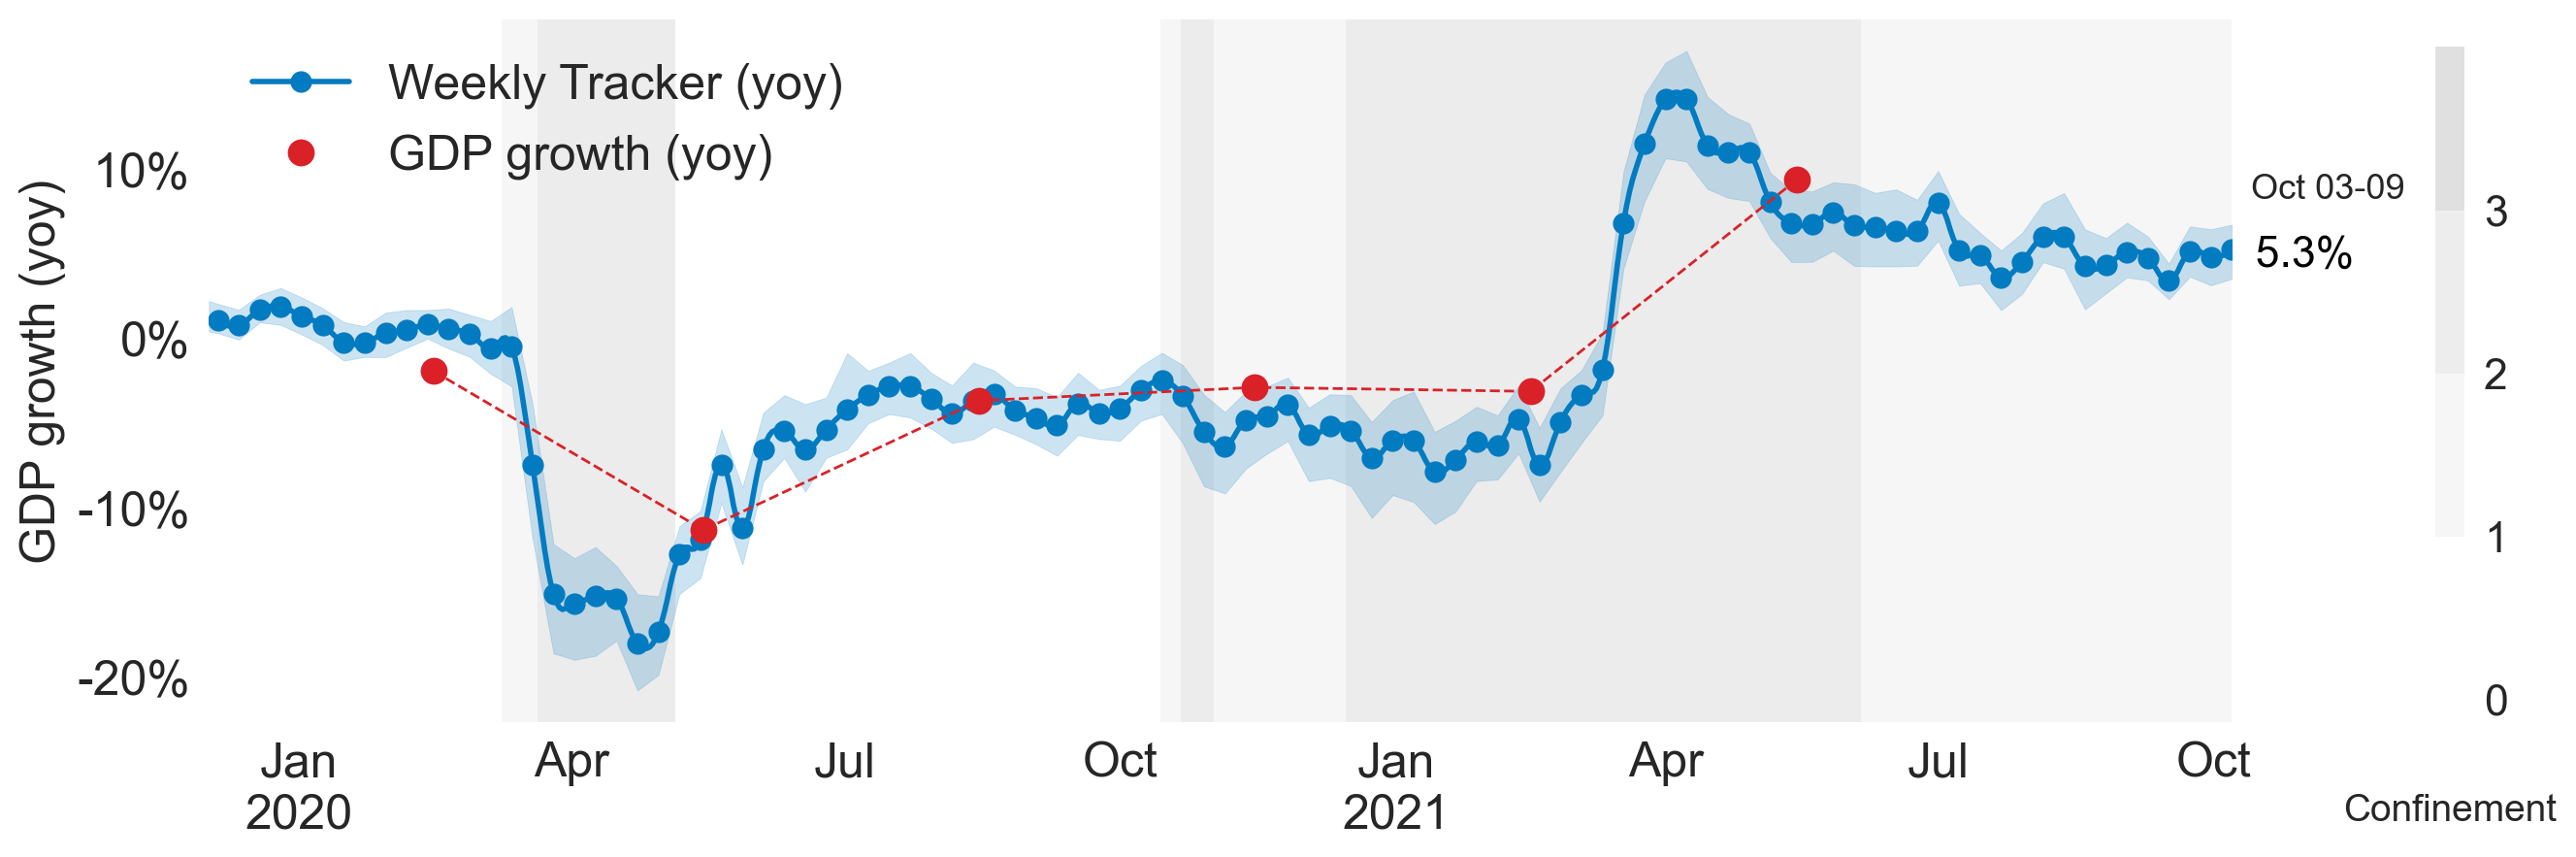 Weekly Tracker (yoy)
GDP growth (yoy)
GDP growth (yoy)
10%
0%
-10%
-20%
Jan
2020
Apr
Jul
Oct
Jan
2021
Apr
Jul
Oct
Oct 03-09
5.3%
3
2
1
0
Confinement